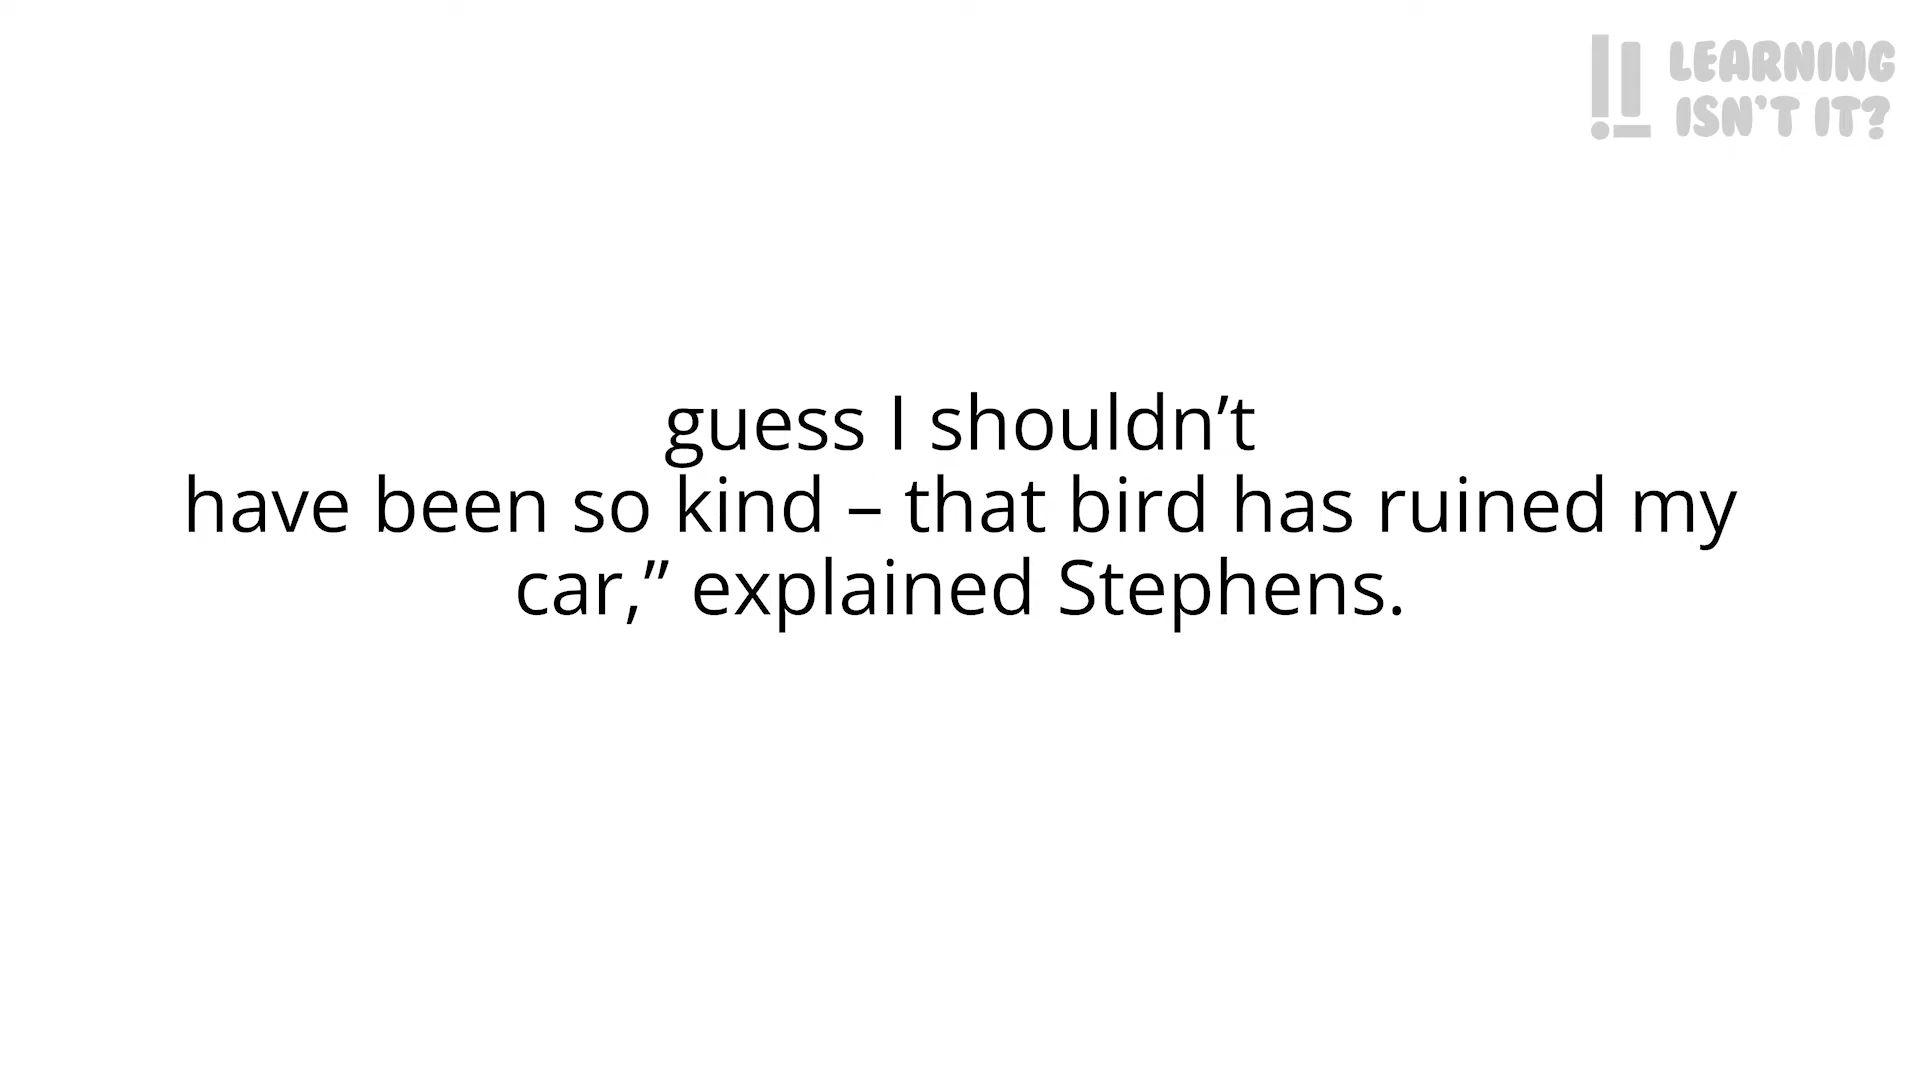 LEARNING
ISN'T IT?
guess I shouldn’t
have been so kind – that bird has ruined my
car,” explained Stephens.